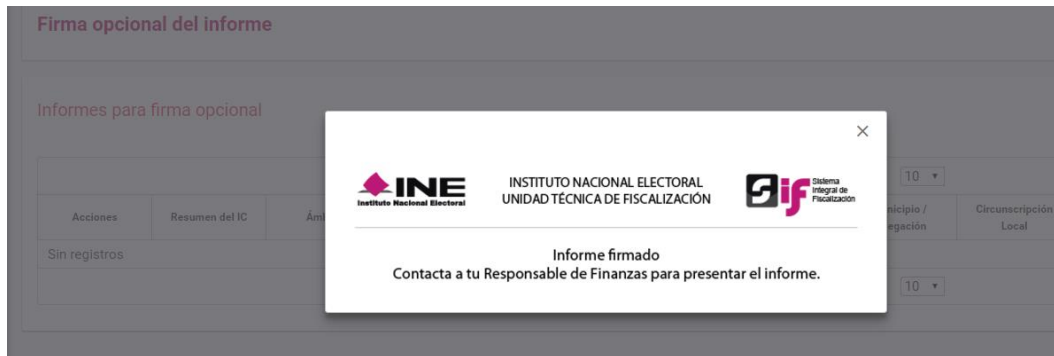 Firma opcional del informe
Informes para firma opcional
INE
Instituto Nacional Electoral
INSTITUTO NACIONAL ELECTORAL
UNIDAD TÉCNICA DE FISCALIZACIÓN
Sif
Sistema
Integral de
Fiscalización
10
Acciones
Resumen del IC
Circunscripción
Local
Sin registros
Informe firmado
Contacta a tu Responsable de Finanzas para presentar el informe.
10